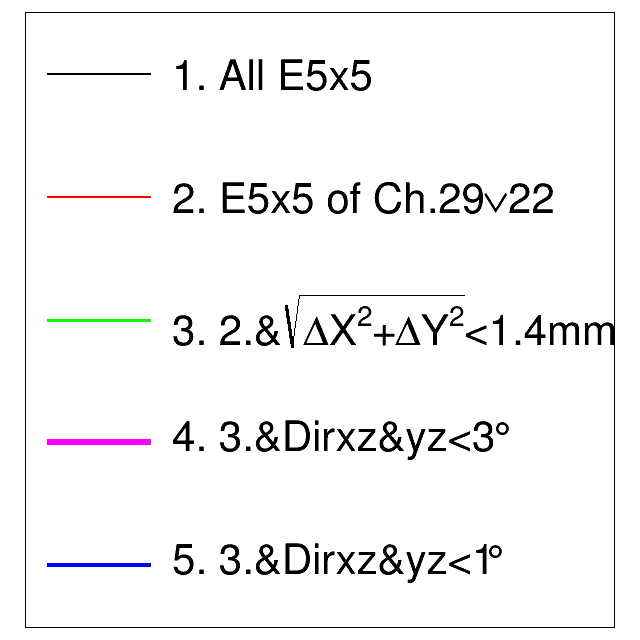 1. All E5x5
2. E5x5 of Ch.29∨22
3. 2.&√ΔX²+ΔY²<1.4mm
4. 3.&Dirxz&yz<3°
5. 3.&Dirxz&yz<1°